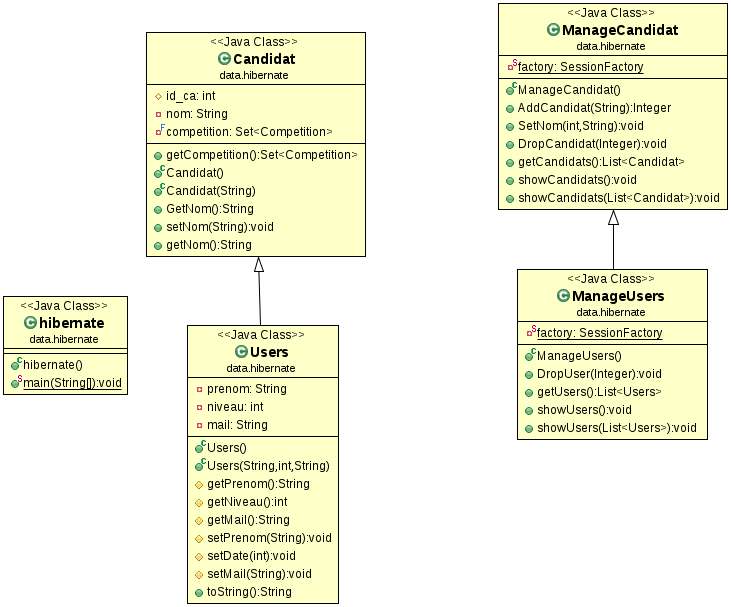 <<Java Class>>
Candidat
data.hibernate
id_ca: int
nom: String
competition: Set<Competition>
getCompetition():Set<Competition>
Candidat()
Candidat(String)
GetNom():String
setNom(String):void
getNom():String
<<Java Class>>
ManageCandidat
data.hibernate
factory: SessionFactory
ManageCandidat()
AddCandidat(String):Integer
SetNom(int,String):void
DropCandidat(Integer):void
getCandidats():List<Candidat>
showCandidats():void
showCandidats(List<Candidat>):void
<<Java Class>>
hibernate
data.hibernate
hibernate()
main(String[]):void
<<Java Class>>
Users
data.hibernate
prenom: String
niveau: int
mail: String
Users()
Users(String,int,String)
getPrenom():String
getNiveau():int
getMail():String
setPrenom(String):void
setDate(int):void
setMail(String):void
toString():String
<<Java Class>>
ManageUsers
data.hibernate
factory: SessionFactory
ManageUsers()
DropUser(Integer):void
getUsers():List<Users>
showUsers():void
showUsers(List<Users>):void